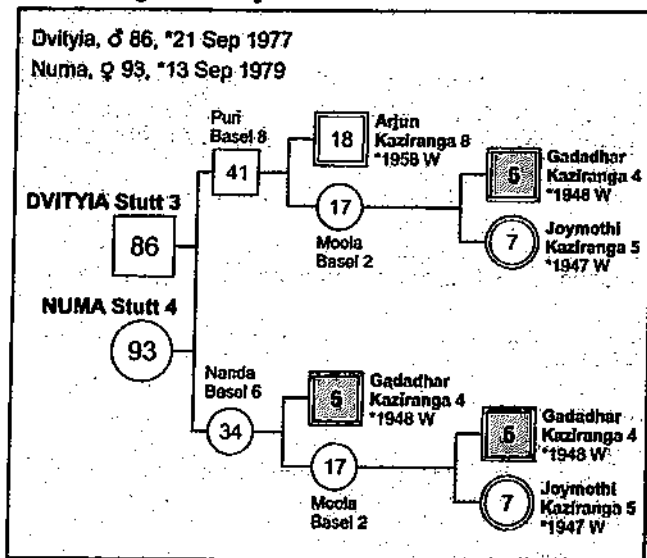 Dvityia, ♂ 86, *21 Sep 1977
Numa, ♀ 93, *13 Sep 1979
Puri
Basel 8
41
18
Arjun
Kaziranga 8
*1958 W
17
Moola
Basel 2
6
Gadadhar
Kaziranga 4
*1948 W
7
Joymothi
Kaziranga 5
*1947 W
DVITYIA Stutt 3
86
NUMA Stutt 4
93
Nanda
Basel 6
34
6
Gadadhar
Kaziranga 4
*1948 W
17
Moola
Basel 2
6
Gadadhar
Kaziranga 4
*1948 W
7
Joymothi
Kaziranga 5
*1947 W